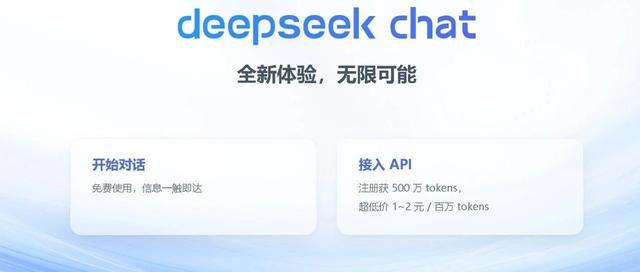 deepseek chat
全新体验，无限可能
开始对话
免费使用，信息一触即达
接入 API
注册获 500 万 tokens，
超低价 1~2 元 / 百万 tokens